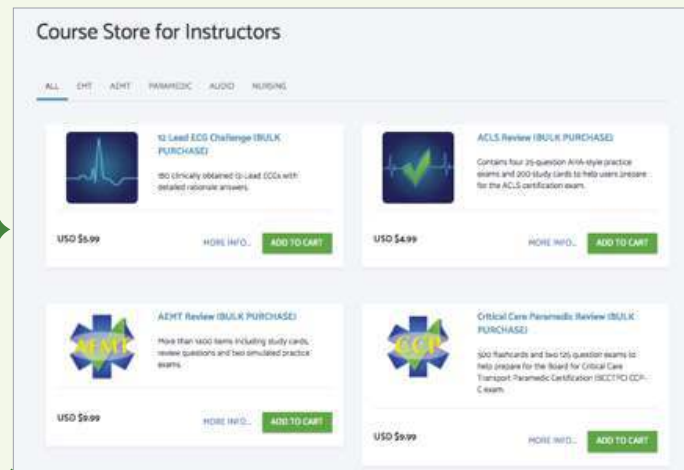 Course Store for Instructors
ALL EMT AEMT PARAMEDIC AUDIO NURSING
12 Lead ECG Challenge (BULK
PURCHASE)
180 clinically obtained 12-Lead ECGs with
detailed rationale answers.
USD $5.99
MORE INFO...
ADD TO CART
ACLS Review (BULK PURCHASE)
Contains four 25-question AHA-style practice
exams and 200 study cards to help users prepare
for the ACLS certification exam.
USD $4.99
MORE INFO...
ADD TO CART
AEMT
AEMT Review (BULK PURCHASE)
More than 1400 items including study cards,
review questions and two simulated practice
exams.
USD $9.99
MORE INFO...
ADD TO CART
CCP
Critical Care Paramedic Review (BULK
PURCHASE)
500 flashcards and two 125 question exams to
help prepare for the Board for Critical Care
Transport Paramedic Certification (BCCTPC) CCP-
C exam.
USD $9.99
MORE INFO...
ADD TO CART